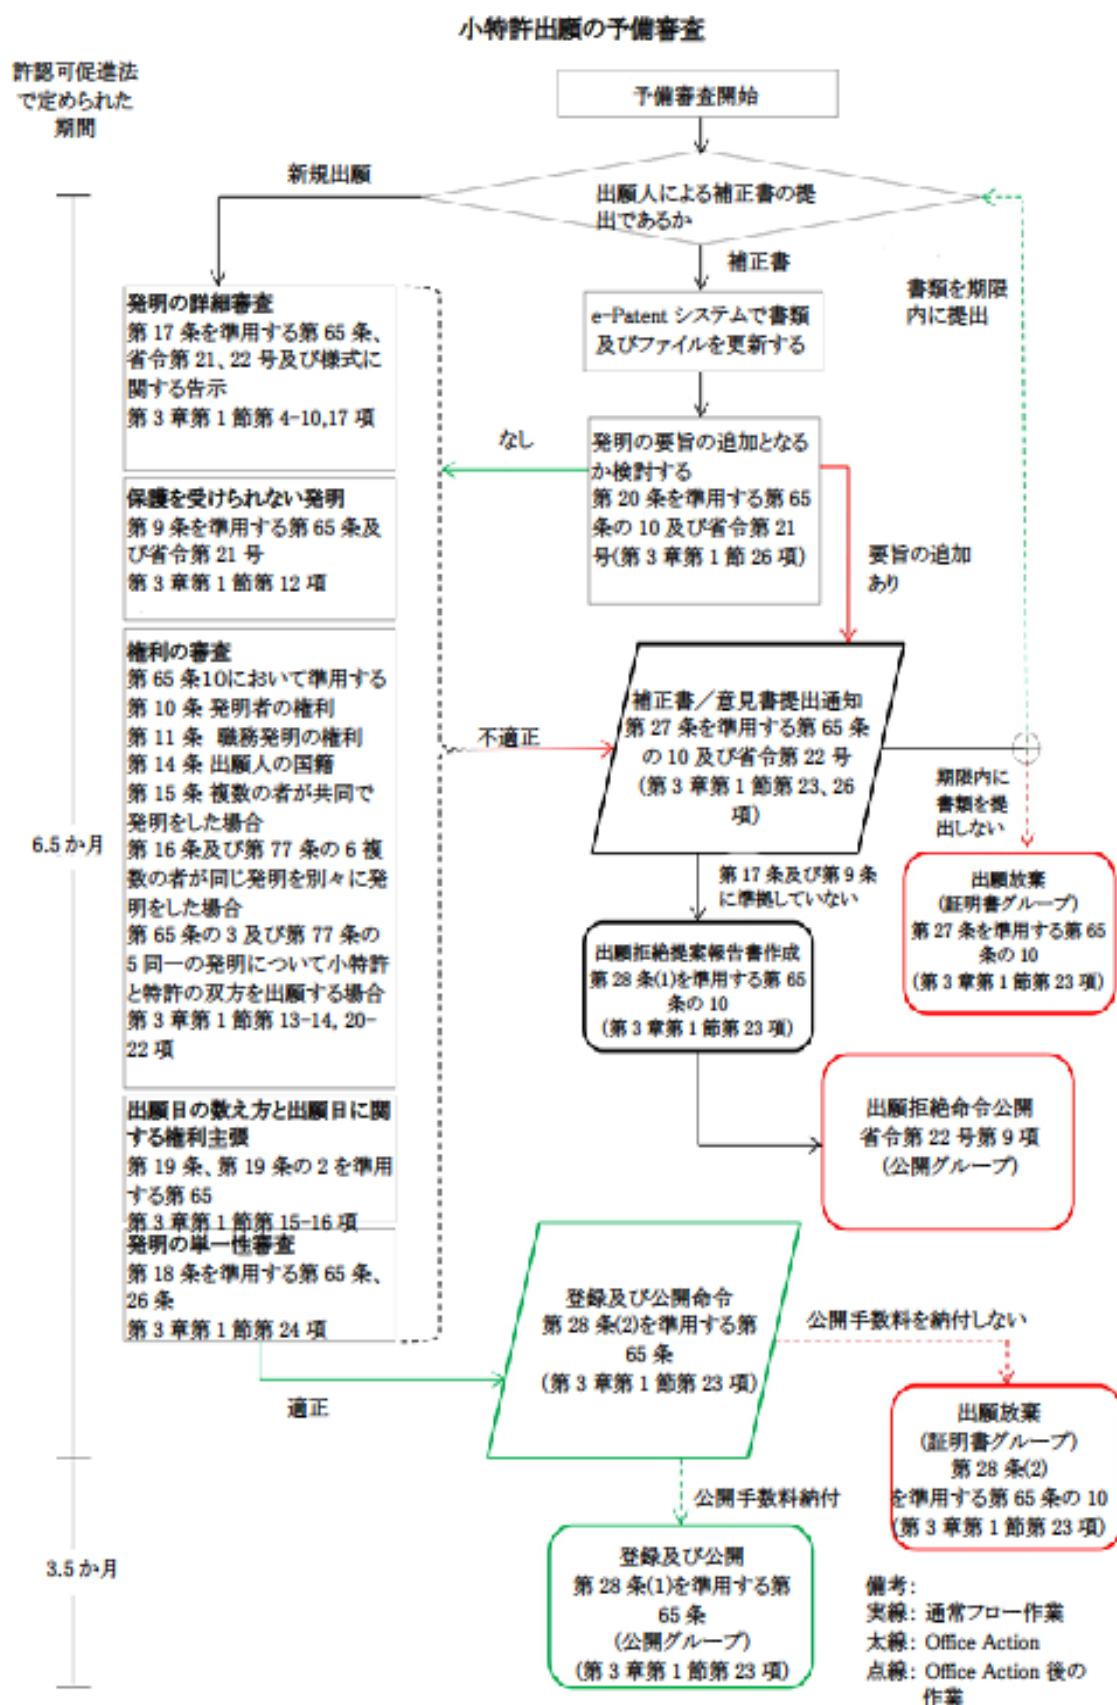 小特許出願の予備審査
許認可促進法
で定められた
期間
予備審査開始
新規出願
出願人による補正書の提
出であるか
補正書
書類を期限
内に提出
e-Patent システムで書類
及びファイルを更新する
発明の詳細審査
第 17 条を準用する第 65 条、
省令第 21、22 号及び様式に
関する告示
第 3 章第 1 節第 4-10,17 項
なし
発明の要旨の追加となる
か検討する
第 20 条を準用する第 65
条の 10 及び省令第 21
号(第 3 章第 1 節 26 項)
要旨の追加
あり
保護を受けられない発明
第 9 条を準用する第 65 条及
び省令第 21 号
第 3 章第 1 節第 12 項
権利の審査
第 65 条10において準用する
第 10 条 発明者の権利
第 11 条 職務発明の権利
第 14 条 出願人の国籍
第 15 条 複数の者が共同で
発明をした場合
第 16 条及び第 77 条の 6 複
数の者が同じ発明を別々に発
明をした場合
第 65 条の 3 及び第 77 条の
5 同一の発明について小特許
と特許の双方を出願する場合
第 3 章第 1 節第 13-14, 20-
22 項
不適正
補正書／意見書提出通知
第 27 条を準用する第 65 条
の 10 及び省令第 22 号
(第 3 章第 1 節第 23、26
項)
期限内に
書類を提
出しない
6.5 か月
第 17 条及び第 9 条
に準拠していない
出願放棄
(証明書グループ)
第 27 条を準用する第 65
条の 10
(第 3 章第 1 節第 23 項)
出願拒絶提案報告書作成
第 28 条(1)を準用する第 65
条の 10
(第 3 章第 1 節第 23 項)
出願拒絶命令公開
省令第 22 号第 9 項
(公開グループ)
出願日の数え方と出願日に関
する権利主張
第 19 条、第 19 条の 2 を準用
する第 65
第 3 章第 1 節第 15-16 項
発明の単一性審査
第 18 条を準用する第 65 条、
26 条
第 3 章第 1 節第 24 項
適正
登録及び公開命令
第 28 条(2)を準用する第
65 条
(第 3 章第 1 節第 23 項)
公開手数料を納付しない
出願放棄
(証明書グループ)
第 28 条(2)
を準用する第 65 条の 10
(第 3 章第 1 節第 23 項)
公開手数料納付
3.5 か月
登録及び公開
第 28 条(1)を準用する第
65 条
(公開グループ)
(第 3 章第 1 節第 23 項)
備考:
実線: 通常フロー作業
太線: Office Action
点線: Office Action 後の
作業